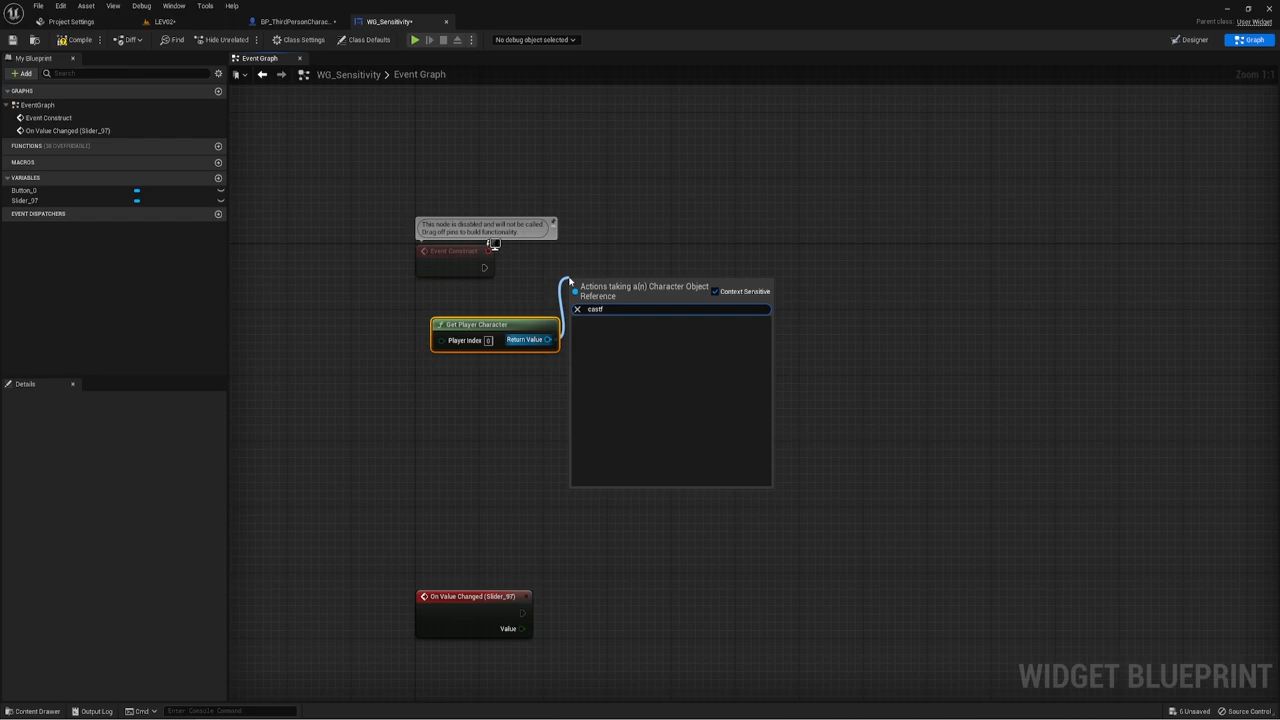 File Edit Asset View Debug Window Tools Help
Project Settings LEV02• BP_ThirdPersonCharac..• WG_Sensitivity•
Parent class: User Widget
Compile Diff Find Hide Unrelated Class Settings Class Defaults No debug object selected Designer Graph
My Blueprint Event Graph
Add Search WG_Sensitivity > Event Graph Zoom 1:1
GRAPHS
EventGraph
Event Construct
On Value Changed (Slider_97)
FUNCTIONS (38 OVERRIDABLE)
MACROS
VARIABLES
Button_0
Slider_97
EVENT DISPATCHERS
Details
This node is disabled and will not be called.
Drag off pins to build functionality.
Event Construct
Get Player Character
Player Index 0 Return Value
Actions taking a(n) Character Object
Reference
Context Sensitive
castf
On Value Changed (Slider_97)
Value
WIDGET BLUEPRINT
Content Drawer Output Log Cmd Enter Console Command 6 Unsaved Source Control